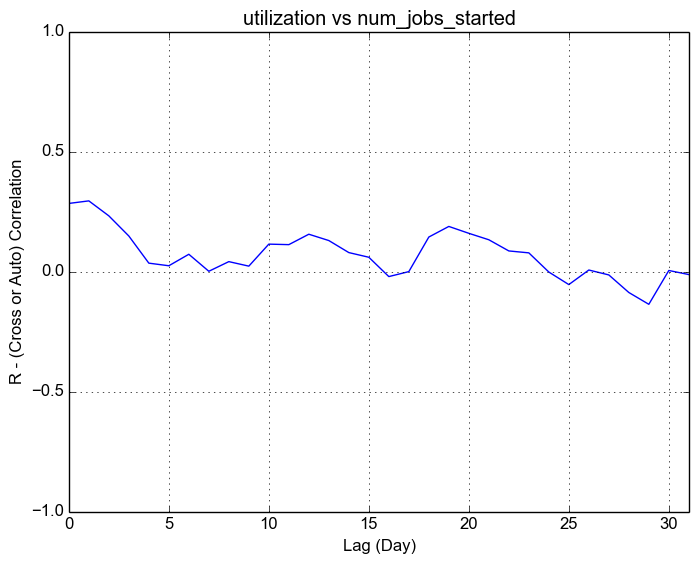 utilization vs num_jobs_started
1.0
0.5
0.0
−0.5
−1.0
R - (Cross or Auto) Correlation
0 5 10 15 20 25 30
Lag (Day)